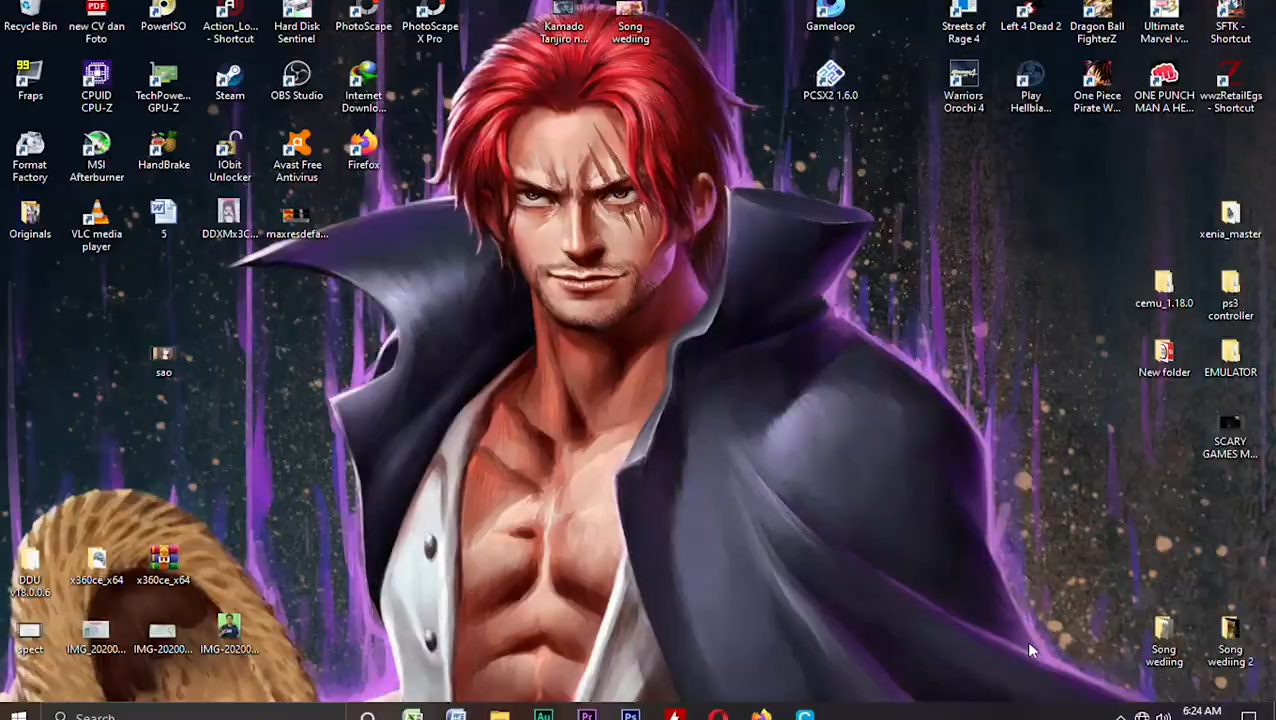 Recycle Bin
new CV dan
Foto
PowerISO
Action_Lo...
- Shortcut
Hard Disk
Sentinel
PhotoScape
PhotoScape
X Pro
Kamado
Tanjiro n...
Song
wediing
Gameloop
Streets of
Rage 4
Left 4 Dead 2
Dragon Ball
FighterZ
Ultimate
Marvel v...
SFTK -
Shortcut
99
Fraps
CPUID
CPU-Z
TechPowe...
GPU-Z
Steam
OBS Studio
Internet
Downlo...
PCSX2 1.6.0
Warriors
Orochi 4
Play
Hellbla...
One Piece
Pirate W...
ONE PUNCH
MAN A HE...
wwzRetailEgs
- Shortcut
Format
Factory
MSI
Afterburner
HandBrake
IObit
Unlocker
Avast Free
Antivirus
Firefox
Originals
VLC media
player
5
DDXMx3C...
maxresdefa...
xenia_master
cemu_1.18.0
ps3
controller
sao
New folder
EMULATOR
SCARY
GAMES M...
DDU
v18.0.0.6
x360ce_x64
x360ce_x64
spect
IMG_20200...
IMG-20200...
IMG-20200...
Song
wediing
Song
wediing 2
Search
Au
Pr
Ps
6:24 AM